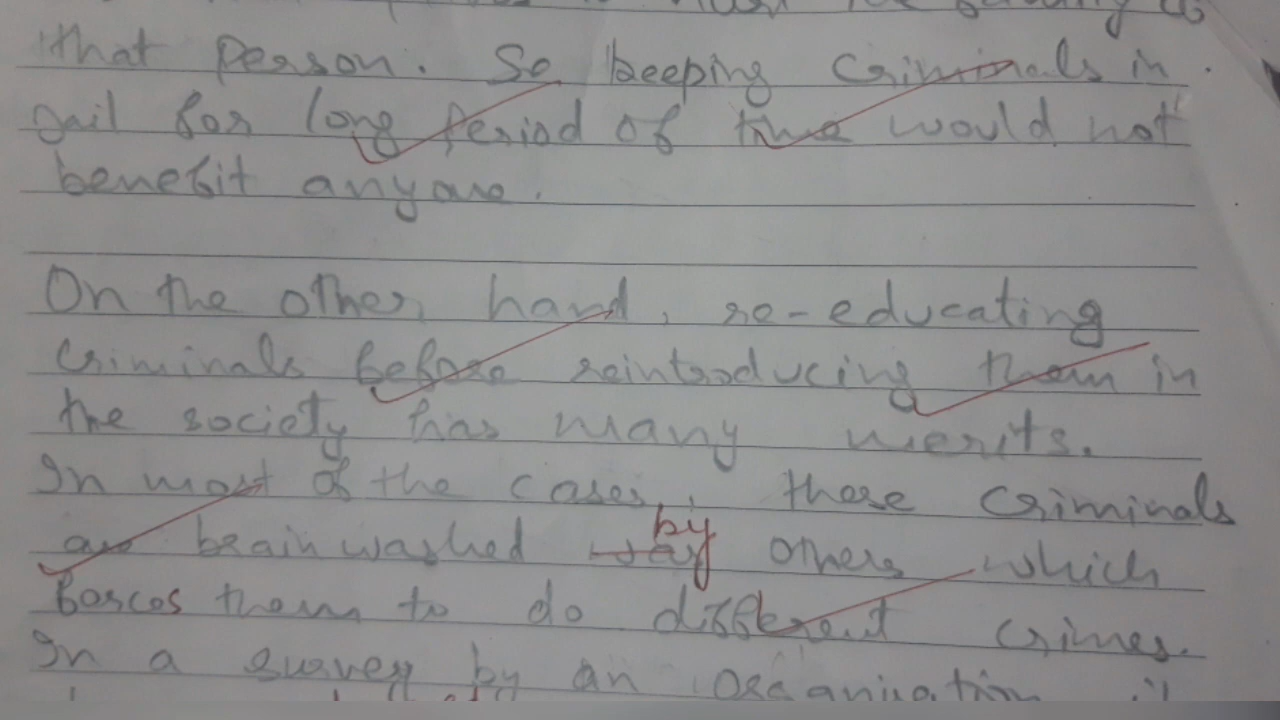 that person. So keeping criminals in
jail for long period of time would not
benefit anyone.
On the other hand, re-educating
criminals before reintroducing them in
the society has many merits.
In most of the cases, these criminals
are brainwashed by others which
forces them to do different crimes.
In a survey by an organization